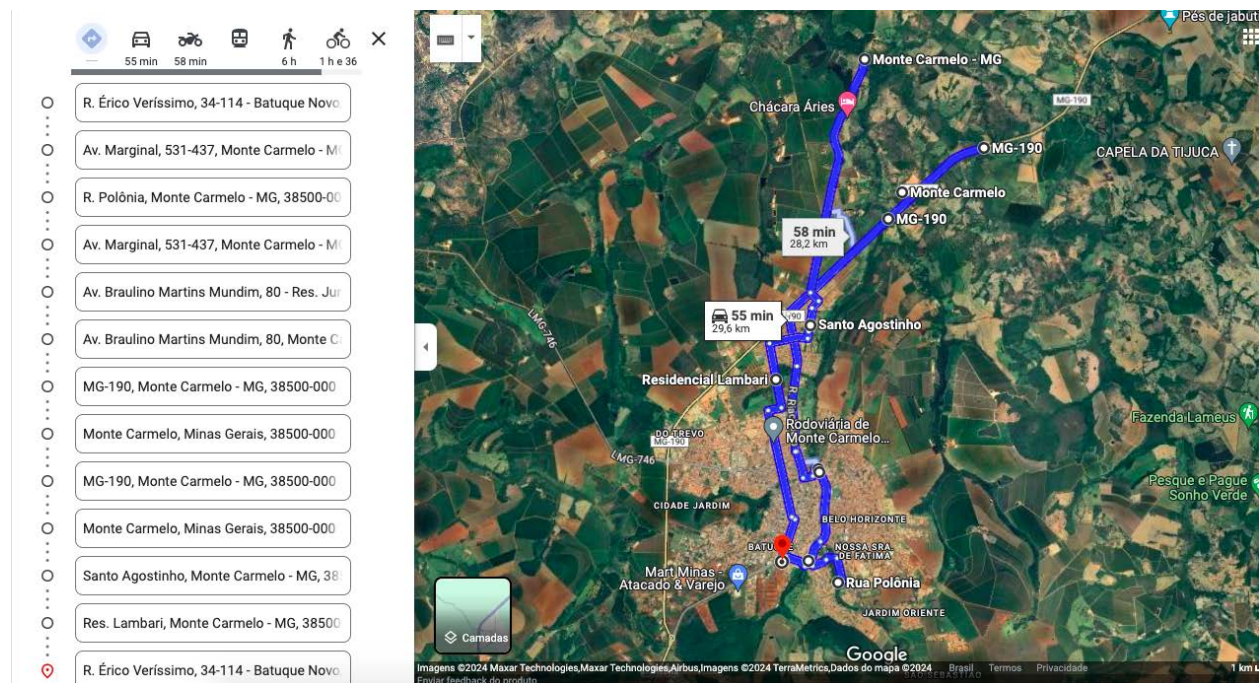 55 min
58 min
6 h
1 h e 36
R. Érico Veríssimo, 34-114 - Batuque Novo,
Av. Marginal, 531-437, Monte Carmelo - M
R. Polônia, Monte Carmelo - MG, 38500-00
Av. Marginal, 531-437, Monte Carmelo - M
Av. Braulino Martins Mundim, 80 - Res. Jur
Av. Braulino Martins Mundim, 80, Monte C
MG-190, Monte Carmelo - MG, 38500-000
Monte Carmelo, Minas Gerais, 38500-000
MG-190, Monte Carmelo - MG, 38500-000
Monte Carmelo, Minas Gerais, 38500-000
Santo Agostinho, Monte Carmelo - MG, 38
Res. Lambari, Monte Carmelo - MG, 38500
R. Érico Veríssimo, 34-114 - Batuque Novo,
Pés de jabut
Monte Carmelo - MG
Chácara Áries
MG-190
MG-190
CAPELA DA TIJUCA
Monte Carmelo
MG-190
58 min
28,2 km
55 min
29,6 km
Santo Agostinho
LMG-746
Residencial Lambari
Rodoviária de
Monte Carmelo...
DO TREVO
MG-190
LMG-746
Fazenda Lameus
Pesque e Pague
Sonho Verde
CIDADE JARDIM
BELO HORIZONTE
NOSSA SRA.
DE FATIMA
Mart Minas -
Atacado & Varejo
Rua Polônia
JARDIM ORIENTE
Camadas
Google
Imagens ©2024 Maxar Technologies,Maxar Technologies,Airbus,Imagens ©2024 TerraMetrics,Dados do mapa ©2024
Brasil
Termos
Privacidade
1 km
Enviar feedback do produto
SÃO SEBASTIÃO